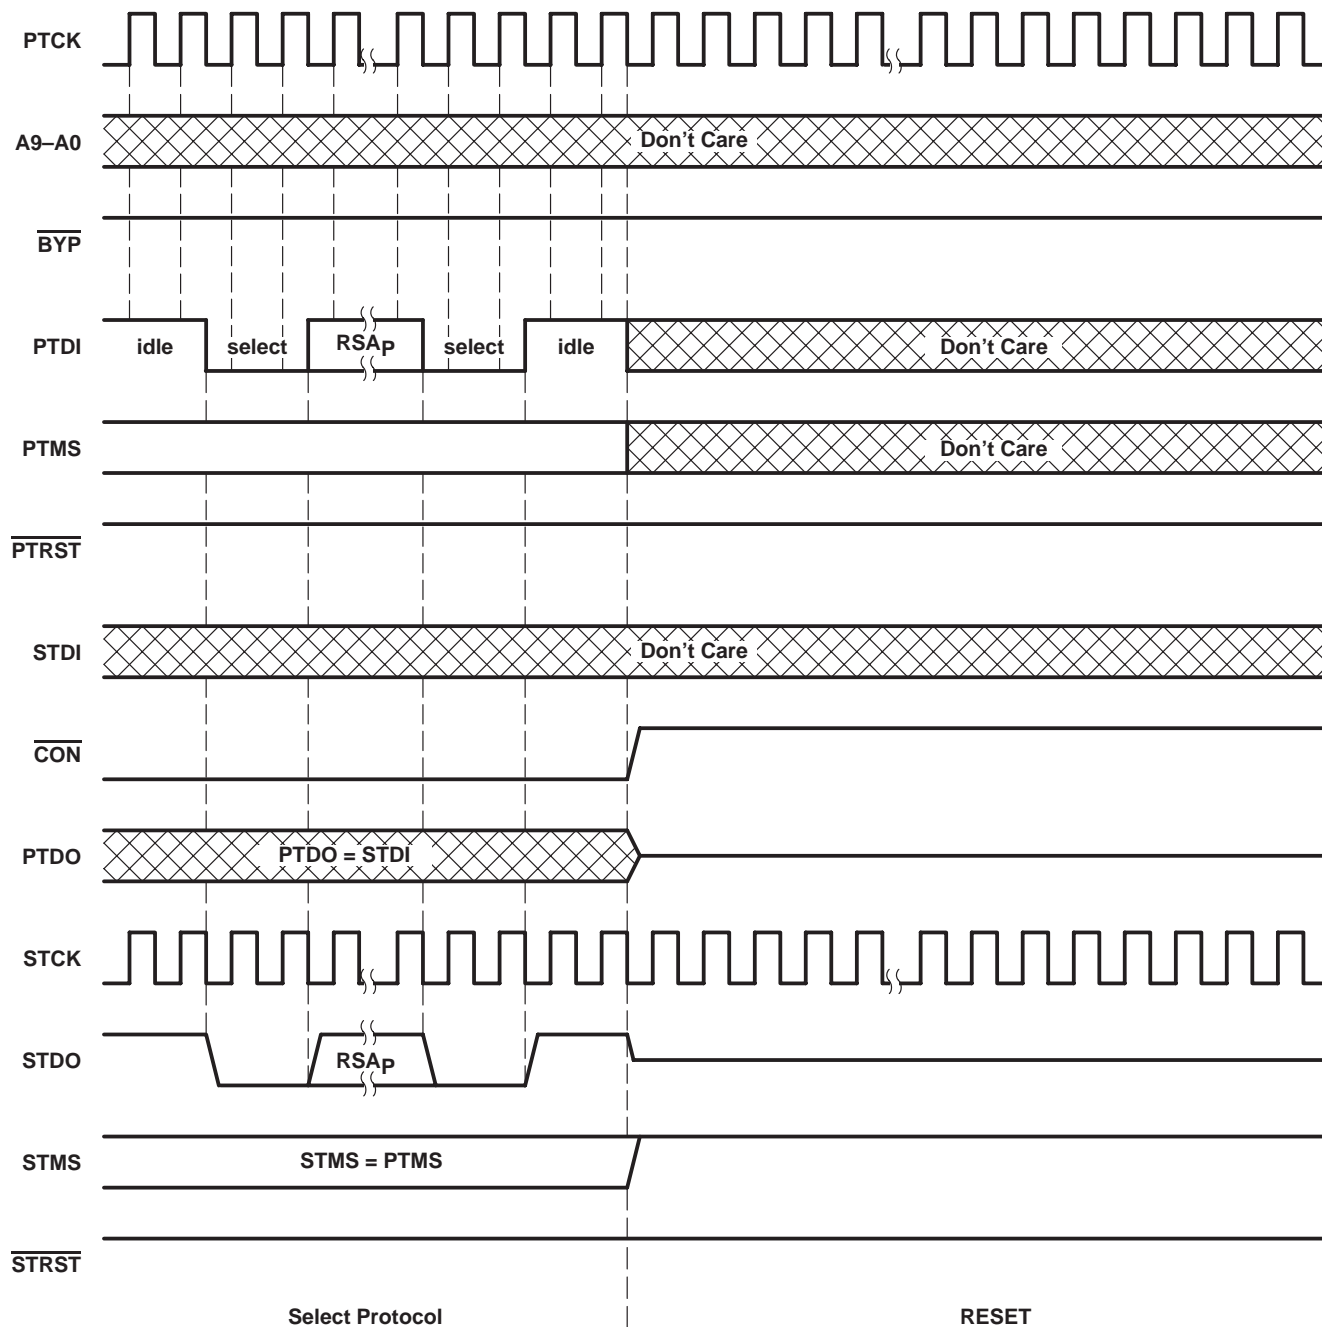 PTCK
A9–A0
Don't Care
BYP
PTDI
idle
select
RSAP
select
idle
Don't Care
PTMS
Don't Care
PTRST
STDI
Don't Care
CON
PTDO
PTDO = STDI
STCK
STDO
RSAP
STMS
STMS = PTMS
STRST
Select Protocol
RESET